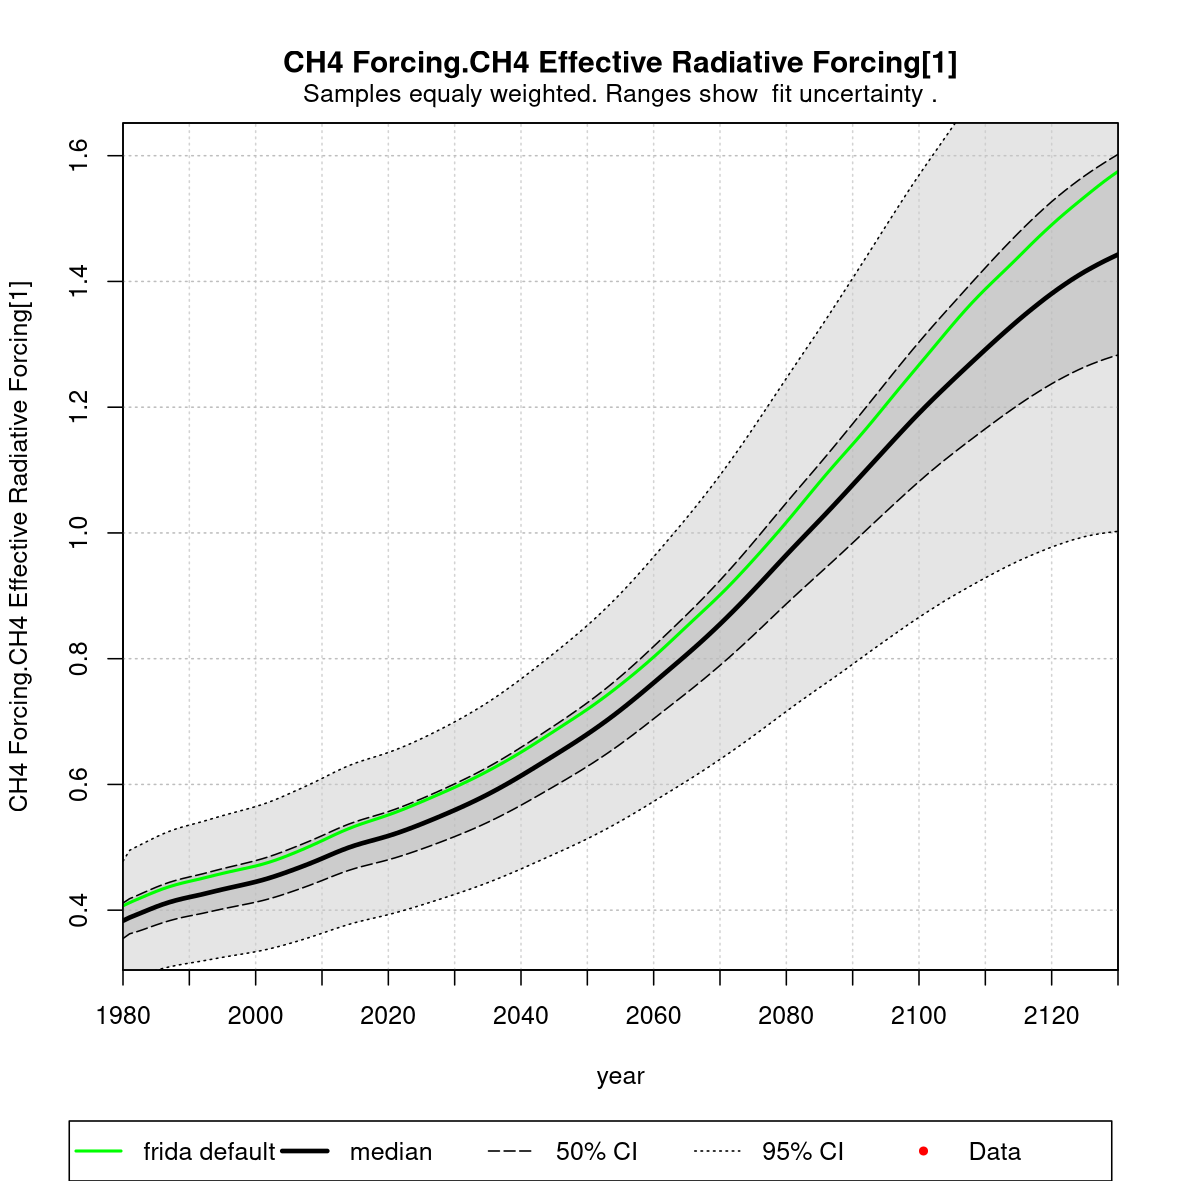 CH4 Forcing.CH4 Effective Radiative Forcing[1]
Samples equaly weighted. Ranges show  fit uncertainty .
CH4 Forcing.CH4 Effective Radiative Forcing[1]
1.6
1.4
1.2
1.0
0.8
0.6
0.4
1980 2000 2020 2040 2060 2080 2100 2120
year
frida default median 50% CI 95% CI Data